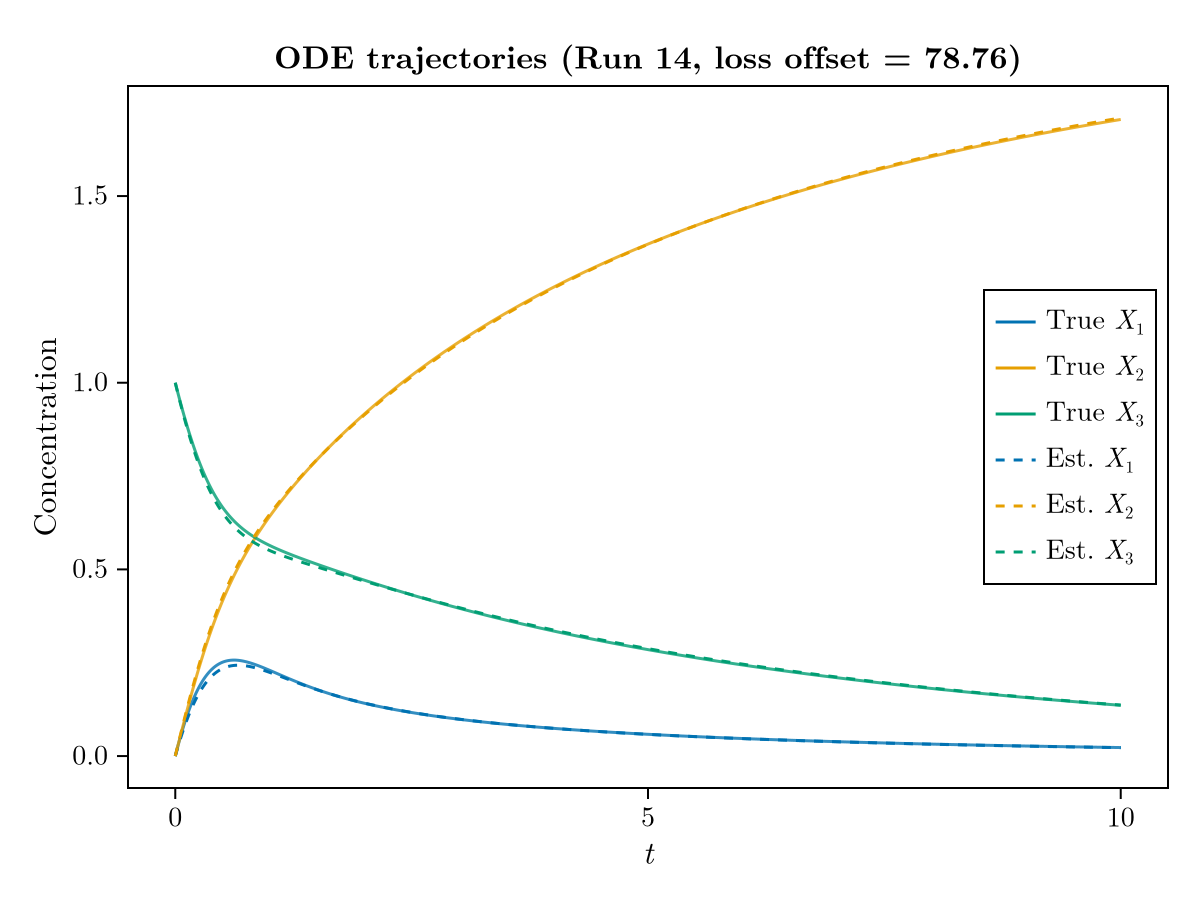 ODE trajectories (Run 14, loss offset = 78.76)
Concentration
1.5
1.0
0.5
0.0
0 5 10
t
True X₁
True X₂
True X₃
Est. X₁
Est. X₂
Est. X₃